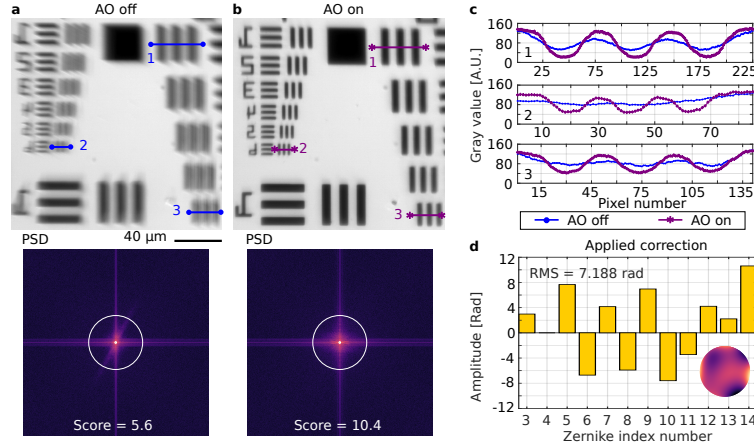 a AO off
1
2
3
40 µm
PSD
Score = 5.6
b AO on
1
2
3
PSD
Score = 10.4
c
Gray value [A.U.]
160
120
80
40
0
1
25 75 125 175 225
160
80
0
2
10 30 50 70
160
80
0
3
15 45 75 105 135
Pixel number
AO off AO on
d Applied correction
RMS = 7.188 rad
Amplitude [Rad]
12
8
4
0
-4
-8
-12
3 4 5 6 7 8 9 10 11 12 13 14
Zernike index number